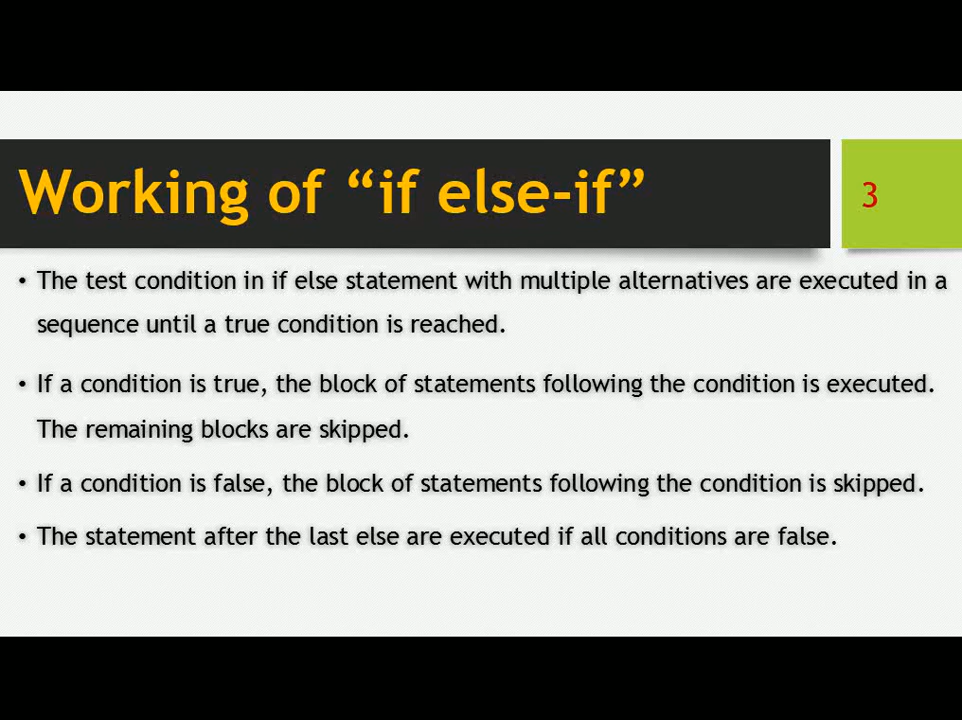 Working of “if else-if”
3
• The test condition in if else statement with multiple alternatives are executed in a
sequence until a true condition is reached.
• If a condition is true, the block of statements following the condition is executed.
The remaining blocks are skipped.
• If a condition is false, the block of statements following the condition is skipped.
• The statement after the last else are executed if all conditions are false.